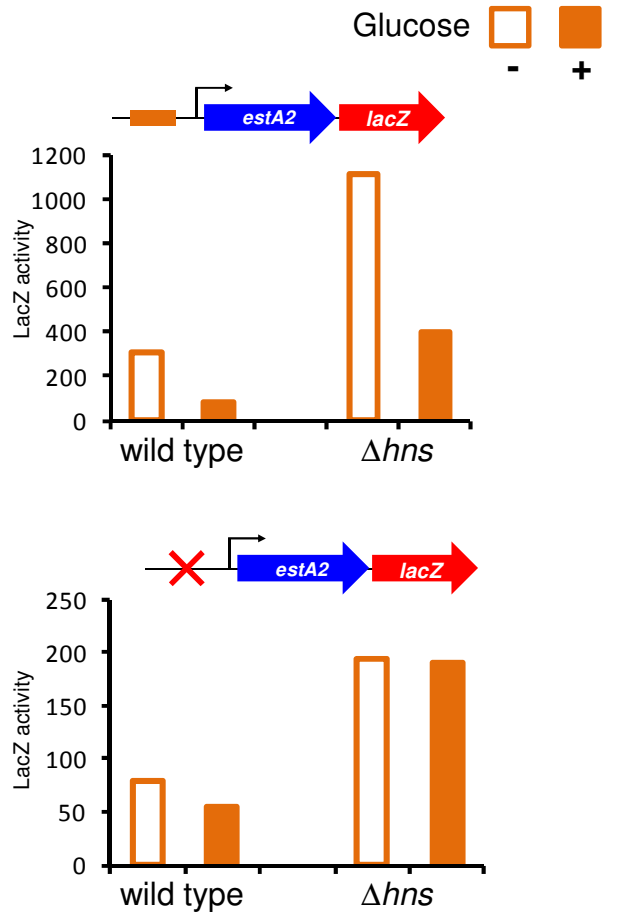 Glucose
- +
estA2 lacZ
1200
1000
800
600
400
200
0
LacZ activity
wild type Δhns
estA2 lacZ
250
200
150
100
50
0
LacZ activity
wild type Δhns